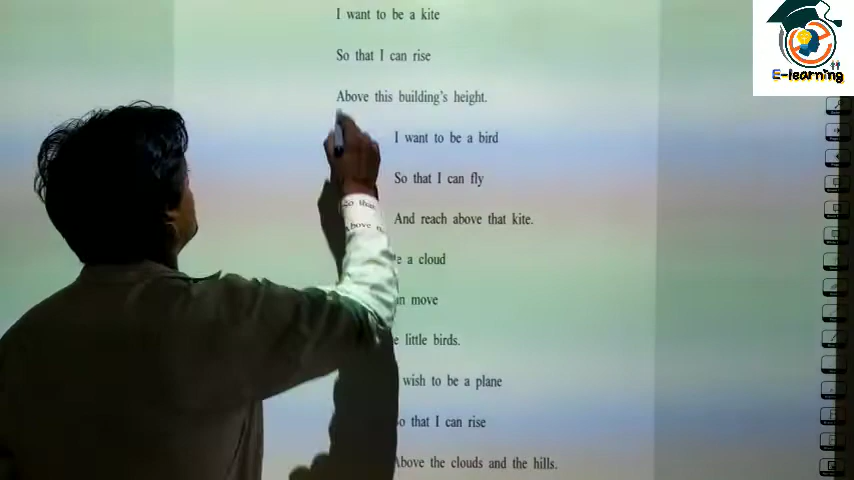 I want to be a kite
So that I can rise
Above this building's height.
I want to be a bird
So that I can fly
And reach above that kite.
a cloud
move
little birds.
wish to be a plane
that I can rise
Above the clouds and the hills.
So that
Above
E-learning